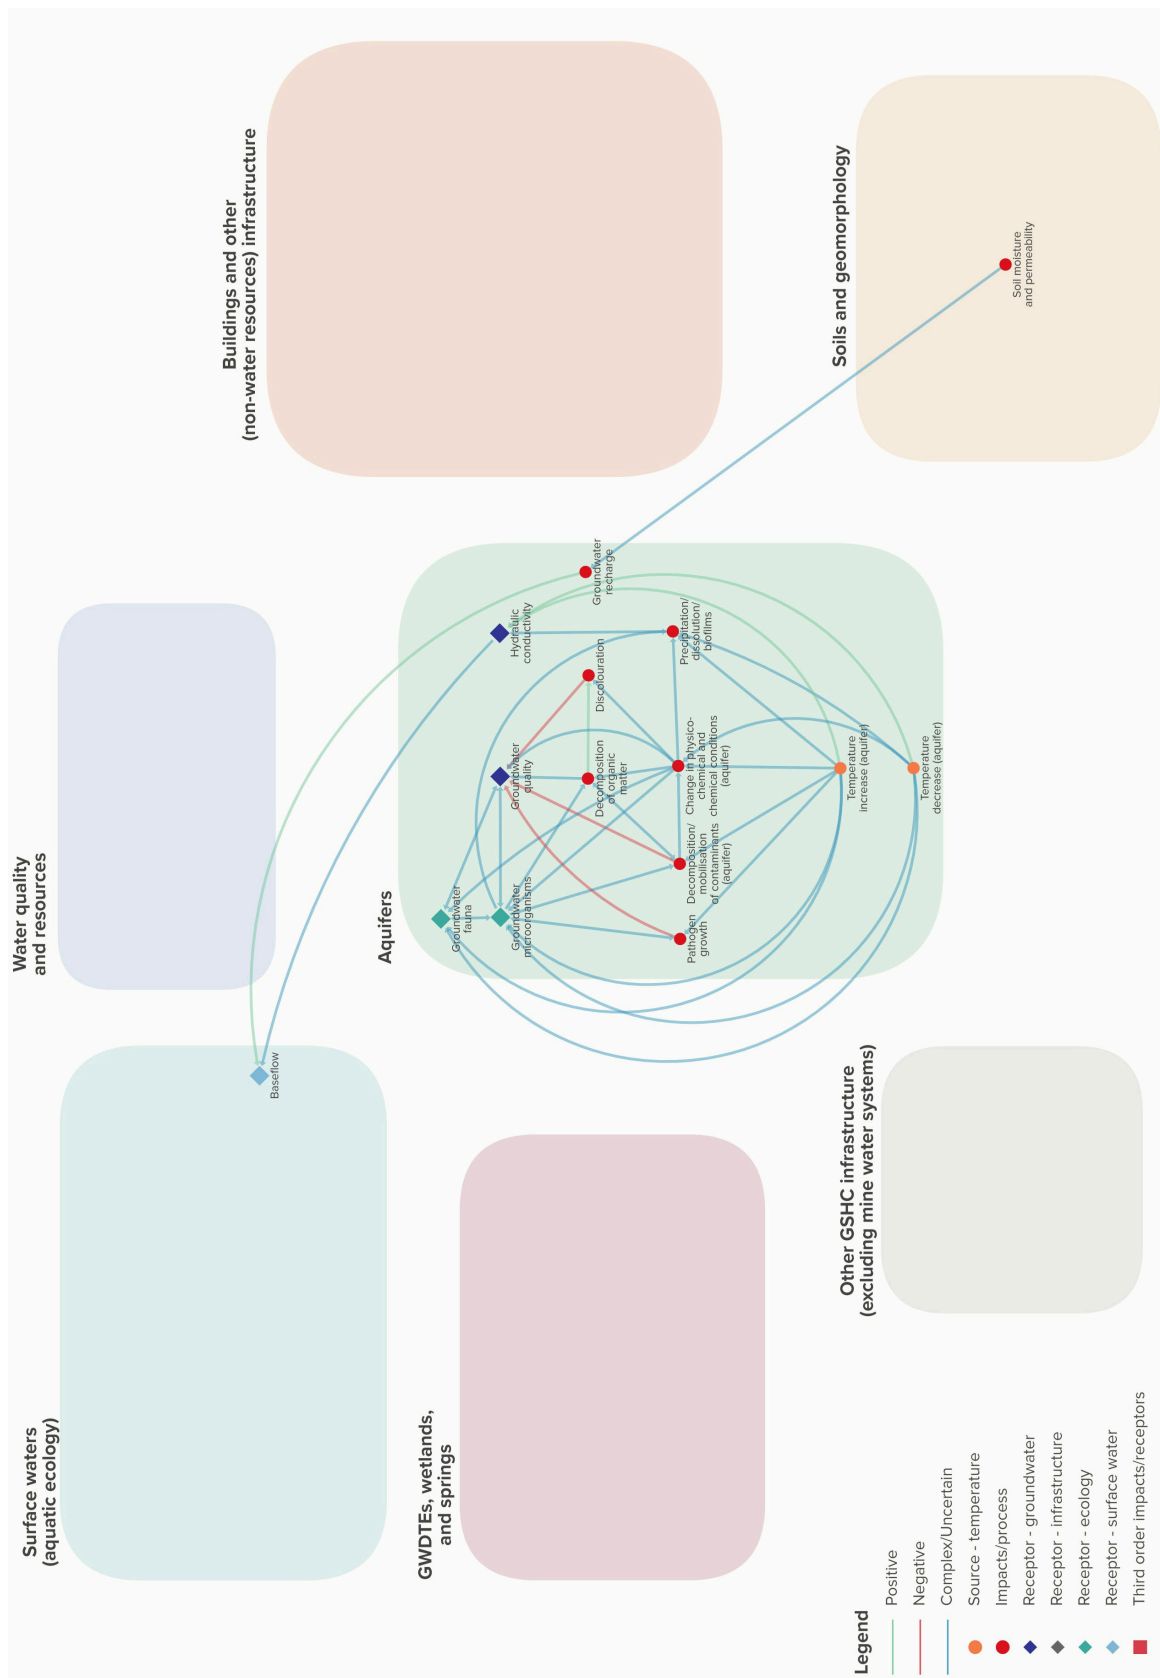 Surface waters
(aquatic ecology)
Water quality
and resources
Buildings and other
(non-water resources) infrastructure
Baseflow
GWDTEs, wetlands,
and springs
Aquifers
Groundwater
fauna
Groundwater
microorganisms
Groundwater
quality
Hydraulic
conductivity
Decomposition
of organic
matter
Discolouration
Groundwater
recharge
Pathogen
growth
Decomposition/
mobilisation
of contaminants
(aquifer)
Change in physico-
chemical and
chemical conditions
(aquifer)
Precipitation/
dissolution/
biofilms
Temperature
increase (aquifer)
Temperature
decrease (aquifer)
Soils and geomorphology
Soil moisture
and permeability
Other GSHC infrastructure
(excluding mine water systems)
Legend
Positive
Negative
Complex/Uncertain
Source - temperature
Impacts/process
Receptor - groundwater
Receptor - infrastructure
Receptor - ecology
Receptor - surface water
Third order impacts/receptors